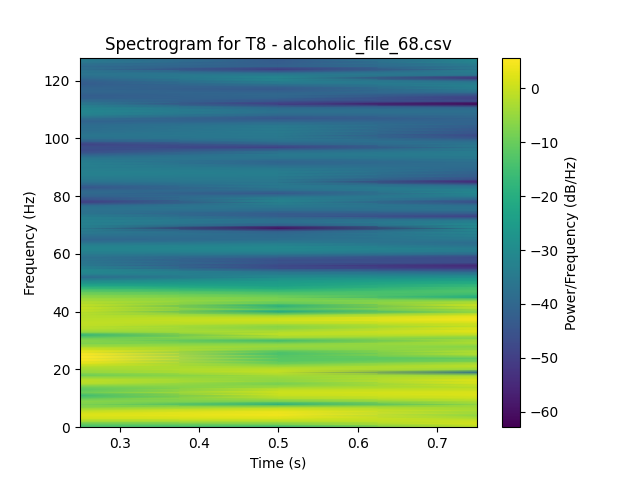 Spectrogram for T8 - alcoholic_file_68.csv
120
100
80
60
40
20
0
Frequency (Hz)
0.3 0.4 0.5 0.6 0.7
Time (s)
0
−10
−20
−30
−40
−50
−60
Power/Frequency (dB/Hz)